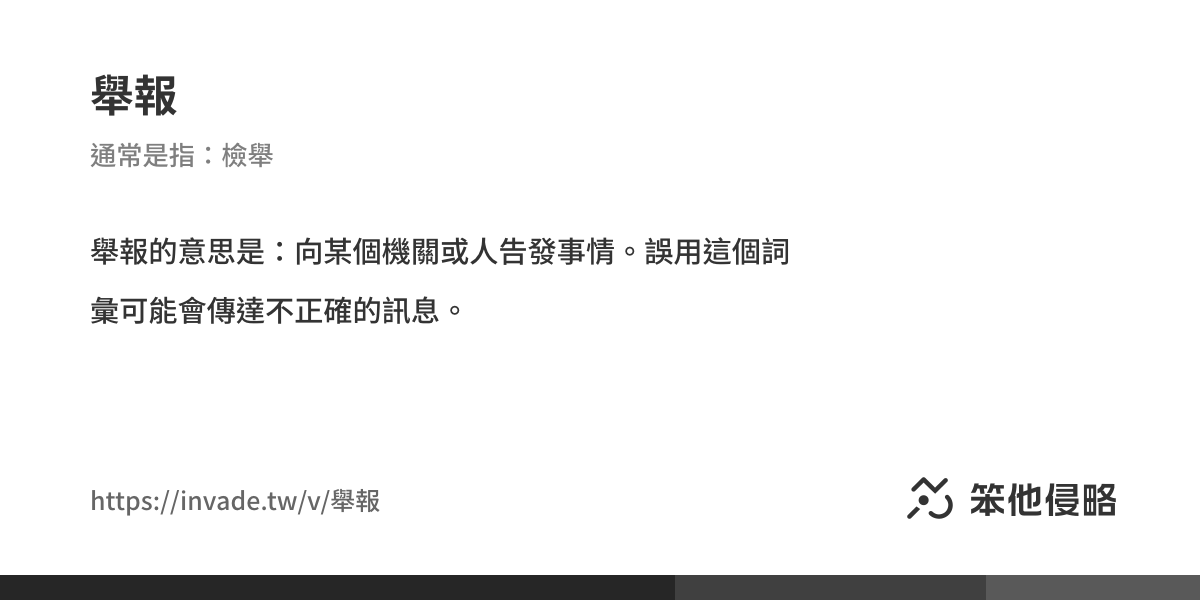 舉報
通常是指：檢舉
舉報的意思是：向某個機關或人告發事情。誤用這個詞
彙可能會傳達不正確的訊息。
https://invade.tw/v/舉報
笨他侵略